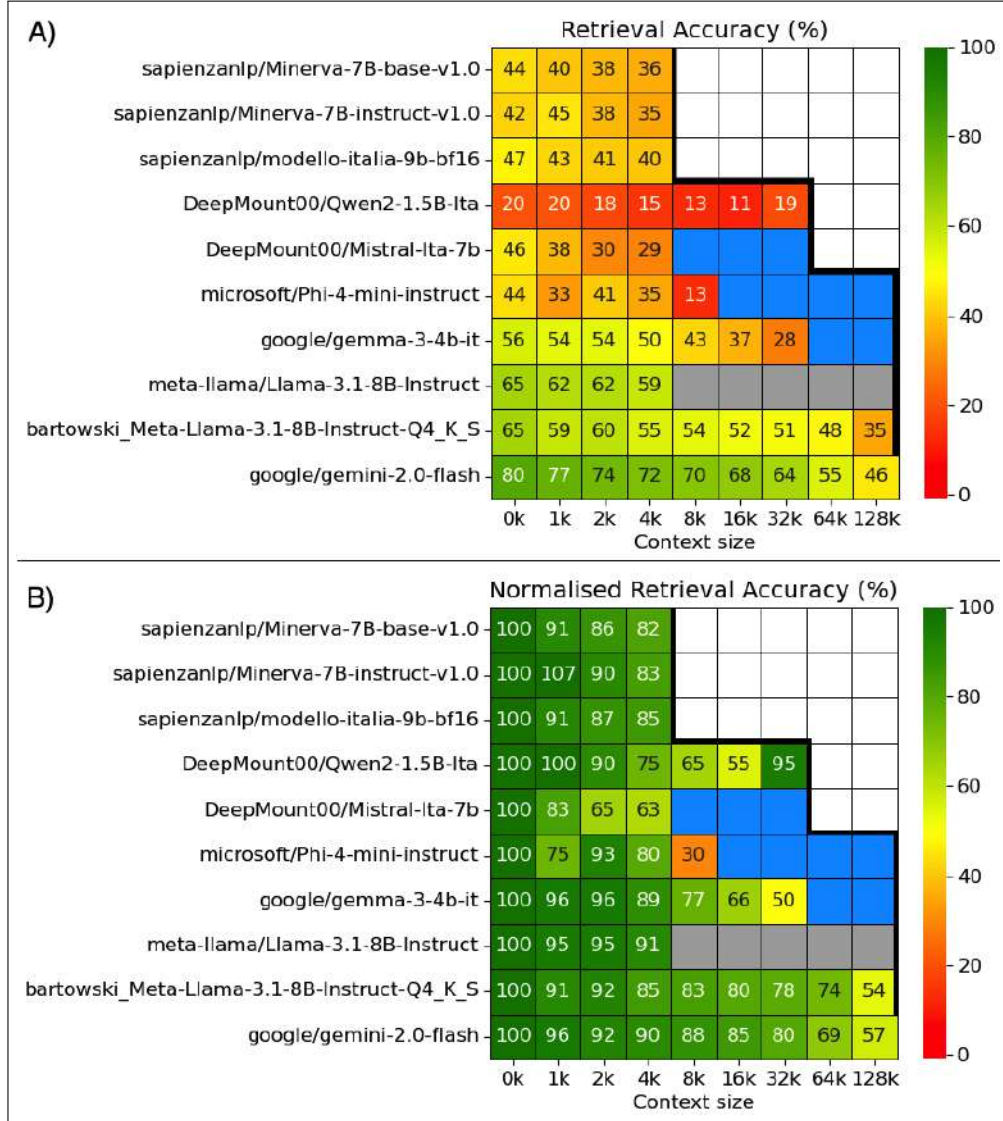 A)
Retrieval Accuracy (%)
sapienzanlp/Minerva-7B-base-v1.0 44 40 38 36
sapienzanlp/Minerva-7B-instruct-v1.0 42 45 38 35
sapienzanlp/modello-italia-9b-bf16 47 43 41 40
DeepMount00/Qwen2-1.5B-Ita 20 20 18 15 13 11 19
DeepMount00/Mistral-Ita-7b 46 38 30 29
microsoft/Phi-4-mini-instruct 44 33 41 35 13
google/gemma-3-4b-it 56 54 54 50 43 37 28
meta-llama/Llama-3.1-8B-Instruct 65 62 62 59
bartowski_Meta-Llama-3.1-8B-Instruct-Q4_K_S 65 59 60 55 54 52 51 48 35
google/gemini-2.0-flash 80 77 74 72 70 68 64 55 46
0k 1k 2k 4k 8k 16k 32k 64k 128k
Context size
100
80
60
40
20
0
B)
Normalised Retrieval Accuracy (%)
sapienzanlp/Minerva-7B-base-v1.0 100 91 86 82
sapienzanlp/Minerva-7B-instruct-v1.0 100 107 90 83
sapienzanlp/modello-italia-9b-bf16 100 91 87 85
DeepMount00/Qwen2-1.5B-Ita 100 100 90 75 65 55 95
DeepMount00/Mistral-Ita-7b 100 83 65 63
microsoft/Phi-4-mini-instruct 100 75 93 80 30
google/gemma-3-4b-it 100 96 96 89 77 66 50
meta-llama/Llama-3.1-8B-Instruct 100 95 95 91
bartowski_Meta-Llama-3.1-8B-Instruct-Q4_K_S 100 91 92 85 83 80 78 74 54
google/gemini-2.0-flash 100 96 92 90 88 85 80 69 57
0k 1k 2k 4k 8k 16k 32k 64k 128k
Context size
100
80
60
40
20
0